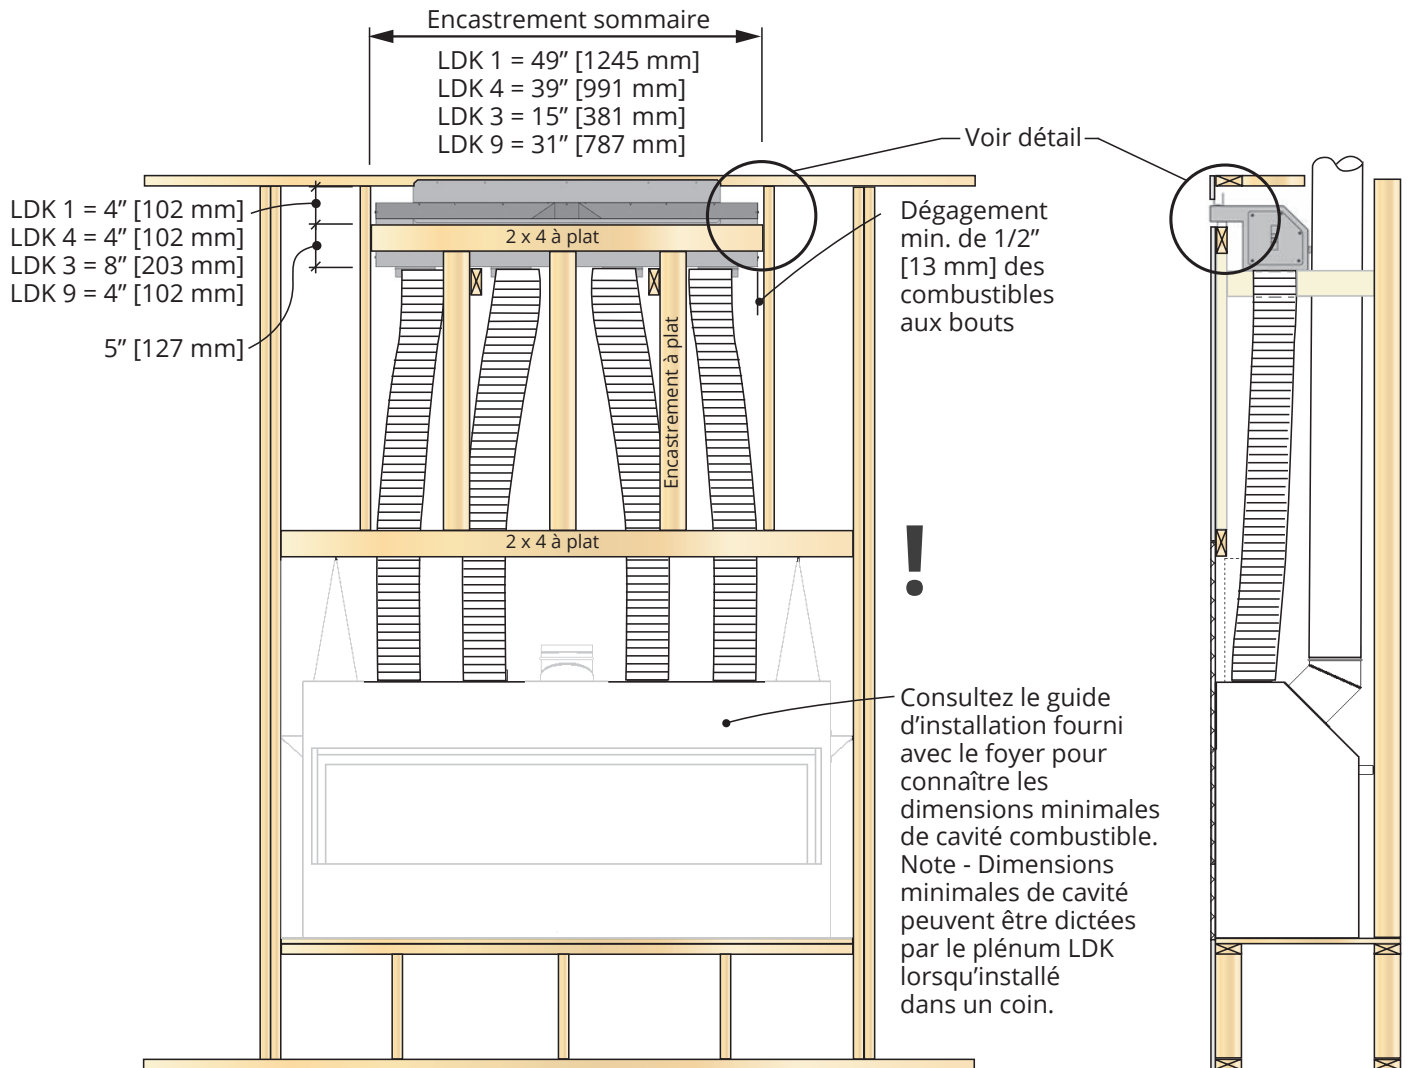 Encastrement sommaire
LDK 1 = 49” [1245 mm]
LDK 4 = 39” [991 mm]
LDK 3 = 15” [381 mm]
LDK 9 = 31” [787 mm]
Voir détail
LDK 1 = 4” [102 mm]
LDK 4 = 4” [102 mm]
LDK 3 = 8” [203 mm]
LDK 9 = 4” [102 mm]
5” [127 mm]
2 x 4 à plat
Dégagement
min. de 1/2”
[13 mm] des
combustibles
aux bouts
Encastrement à plat
2 x 4 à plat
!
Consultez le guide
d’installation fourni
avec le foyer pour
connaître les
dimensions minimales
de cavité combustible.
Note - Dimensions
minimales de cavité
peuvent être dictées
par le plénum LDK
lorsqu’installé
dans un coin.